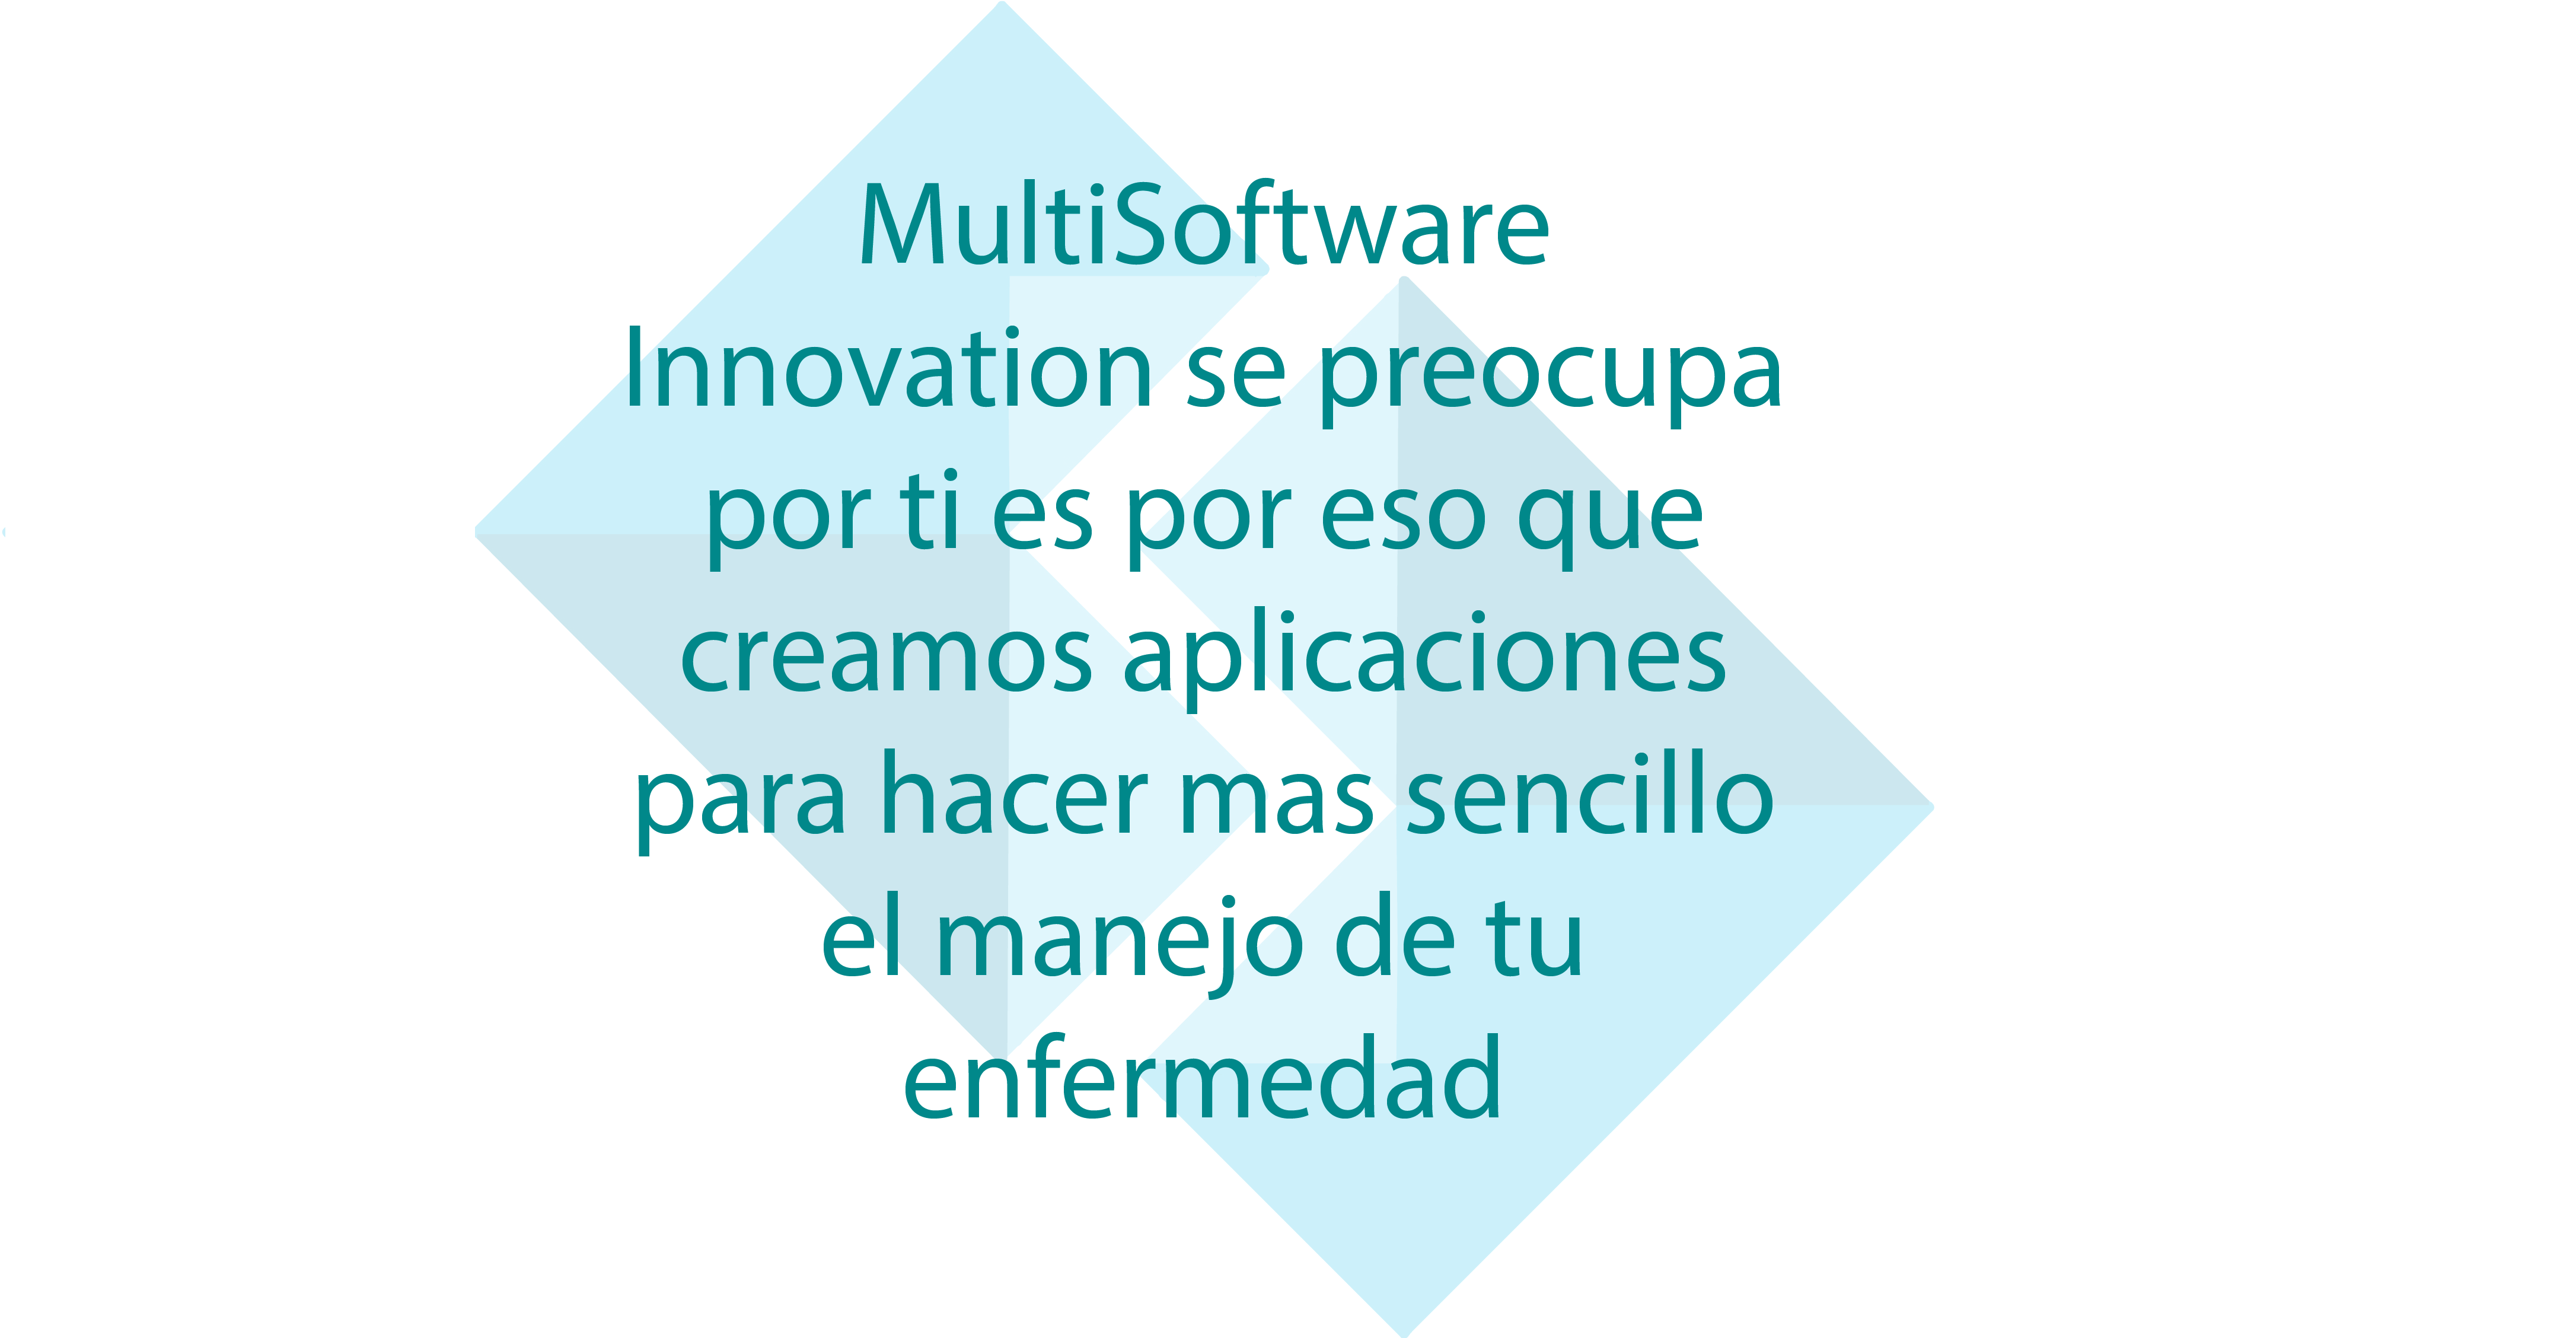 MultiSoftware
Innovation se preocupa
por ti es por eso que
creamos aplicaciones
para hacer mas sencillo
el manejo de tu
enfermedad